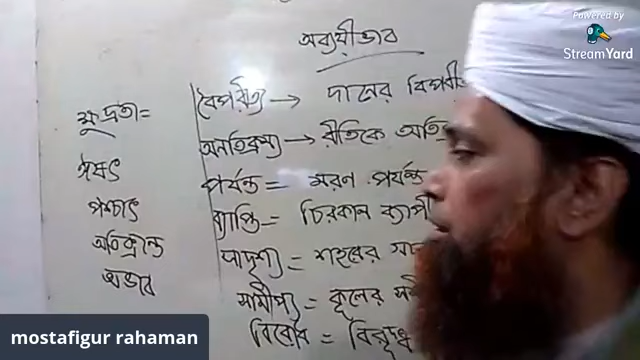 Powered by
StreamYard
অব্যয়ীভাব
বৈপরীত্য → দানের বিপরী
অনতিক্রম্য → রীতিকে অতি
পর্যন্ত = মরণ পর্যন্ত
ব্যাপ্তি = চিরকাল ব্যাপী
সাদৃশ্য = শহরের সা
সামীপ্য = কূলের সমী
বিরোধ = বিরুদ্ধ
ক্ষুদ্রতা =
ঈষৎ
পশ্চাৎ
অতিক্রান্ত
অভাব
mostafigur rahaman